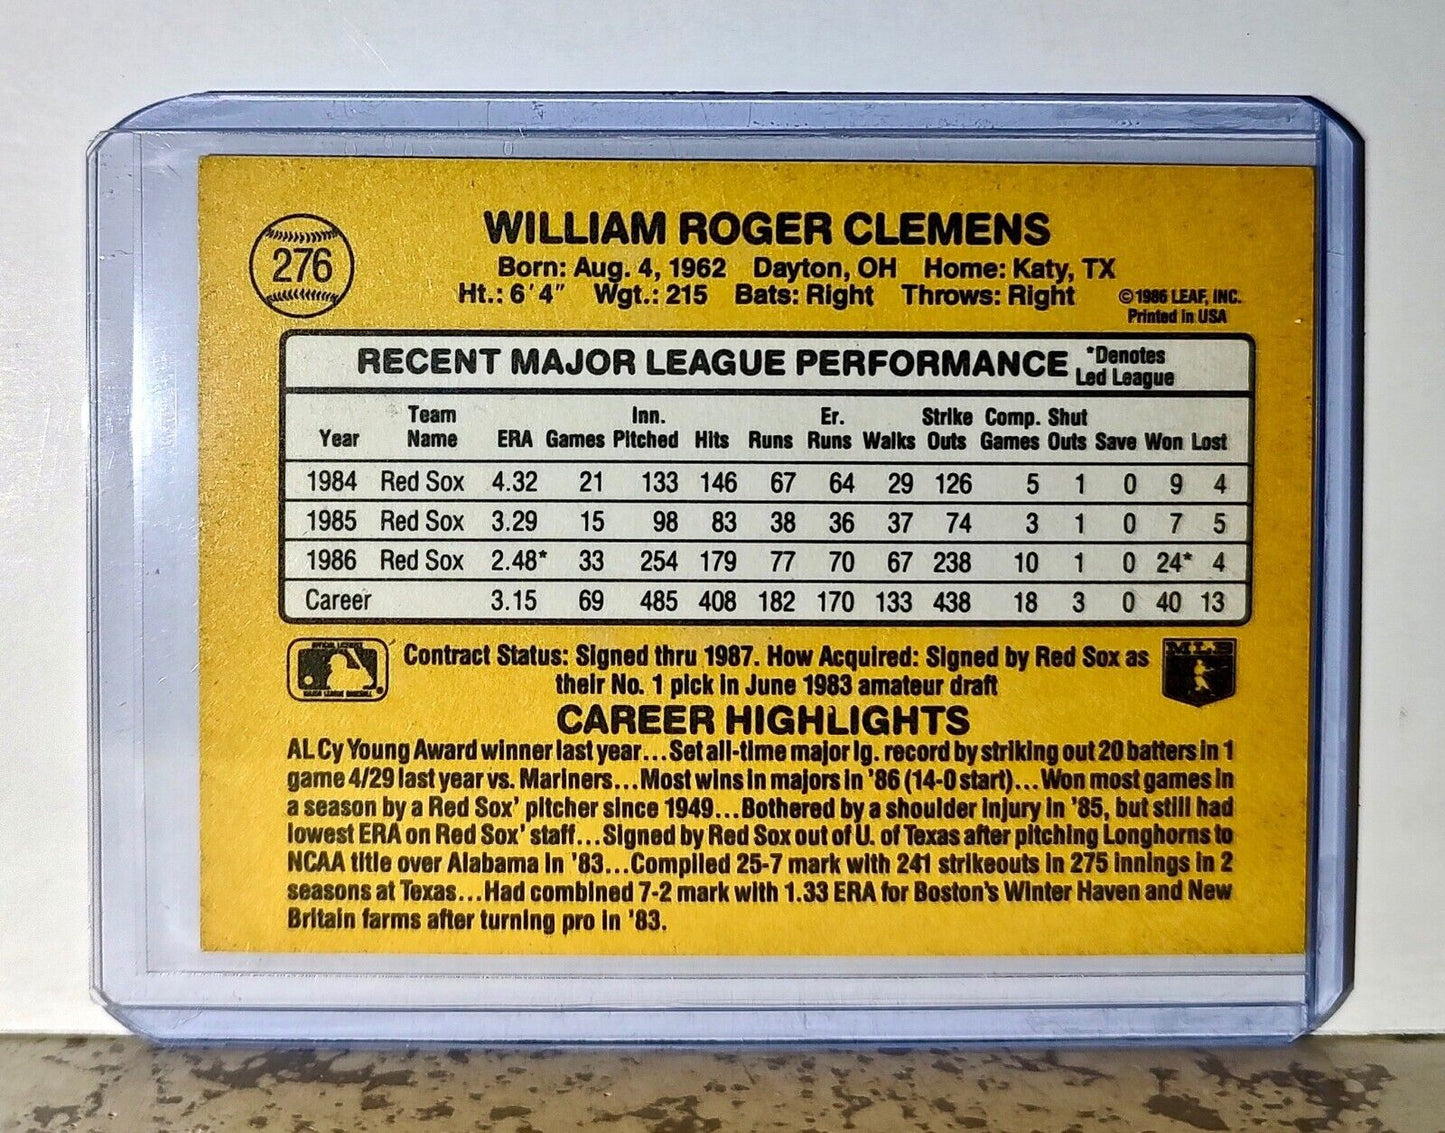 276
WILLIAM ROGER CLEMENS
Born: Aug. 4, 1962 Dayton, OH Home: Katy, TX
Ht.: 6'4" Wgt.: 215 Bats: Right Throws: Right
©1986 LEAF, INC.
Printed in USA
RECENT MAJOR LEAGUE PERFORMANCE *Denotes Led League
Year Team Name ERA Games Inn. Pitched Hits Runs Er. Runs Walks Strike Outs Comp. Games Shut Outs Save Won Lost
1984 Red Sox 4.32 21 133 146 67 64 29 126 5 1 0 9 4
1985 Red Sox 3.29 15 98 83 38 36 37 74 3 1 0 7 5
1986 Red Sox 2.48* 33 254 179 77 70 67 238 10 1 0 24* 4
Career 3.15 69 485 408 182 170 133 438 18 3 0 40 13
Contract Status: Signed thru 1987. How Acquired: Signed by Red Sox as
their No. 1 pick in June 1983 amateur draft
MLB
CAREER HIGHLIGHTS
AL Cy Young Award winner last year...Set all-time major lg. record by striking out 20 batters in 1
game 4/29 last year vs. Mariners...Most wins in majors in '86 (14-0 start)...Won most games in
a season by a Red Sox' pitcher since 1949...Bothered by a shoulder injury in '85, but still had
lowest ERA on Red Sox' staff...Signed by Red Sox out of U. of Texas after pitching Longhorns to
NCAA title over Alabama in '83...Compiled 25-7 mark with 241 strikeouts in 275 innings in 2
seasons at Texas...Had combined 7-2 mark with 1.33 ERA for Boston's Winter Haven and New
Britain farms after turning pro in '83.